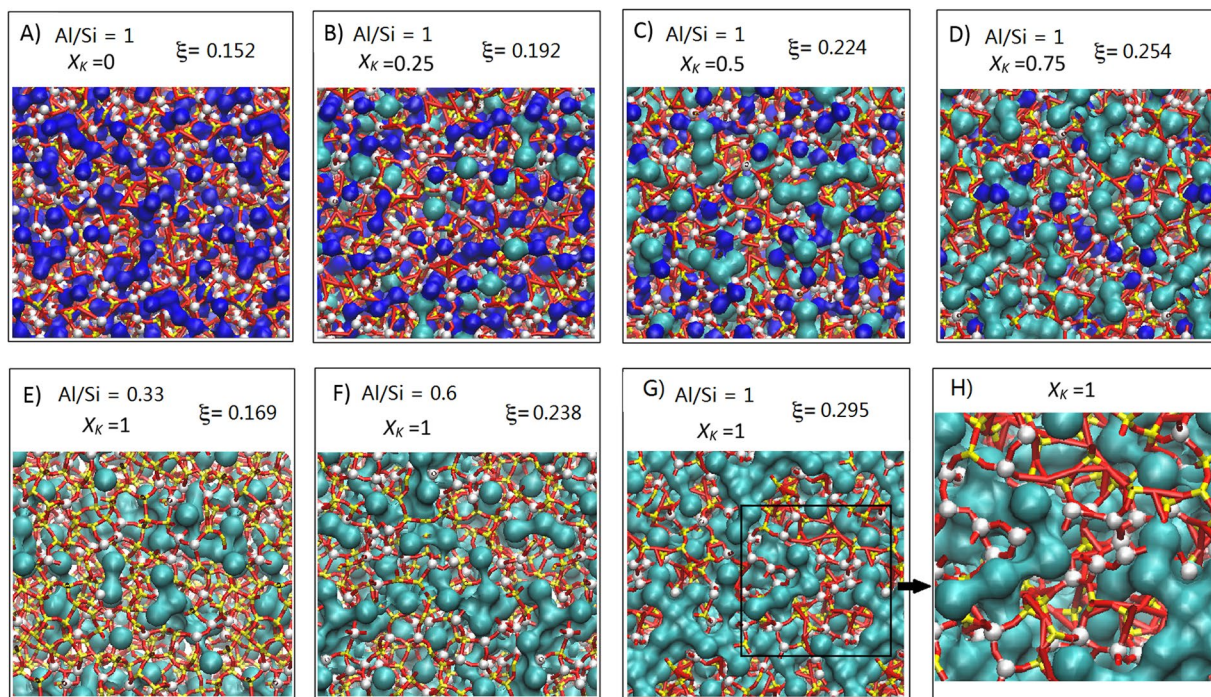 A) Al/Si = 1
X_K =0
ξ= 0.152
B) Al/Si = 1
X_K =0.25
ξ= 0.192
C) Al/Si = 1
X_K =0.5
ξ= 0.224
D) Al/Si = 1
X_K =0.75
ξ= 0.254
E) Al/Si = 0.33
X_K =1
ξ= 0.169
F) Al/Si = 0.6
X_K =1
ξ= 0.238
G) Al/Si = 1
X_K =1
ξ= 0.295
H) X_K =1